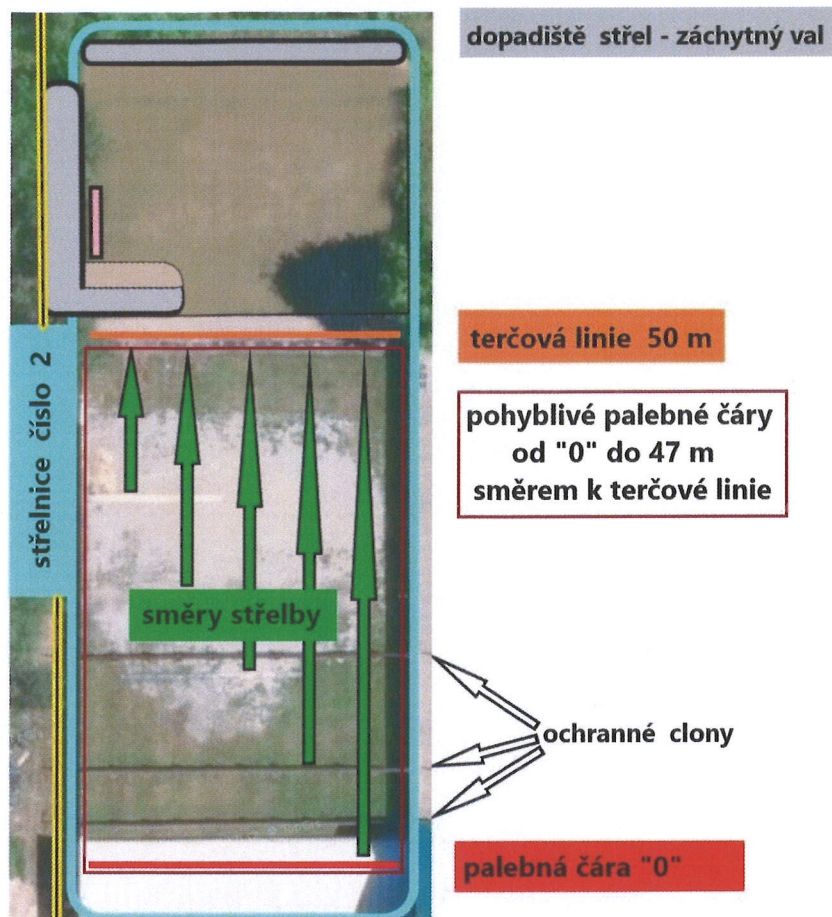 dopadiště střel - záchytný val
terčová linie 50 m
pohyblivé palebné čáry
od "0" do 47 m
směrem k terčové linie
střelnice číslo 2
směry střelby
ochranné clony
palebná čára "0"